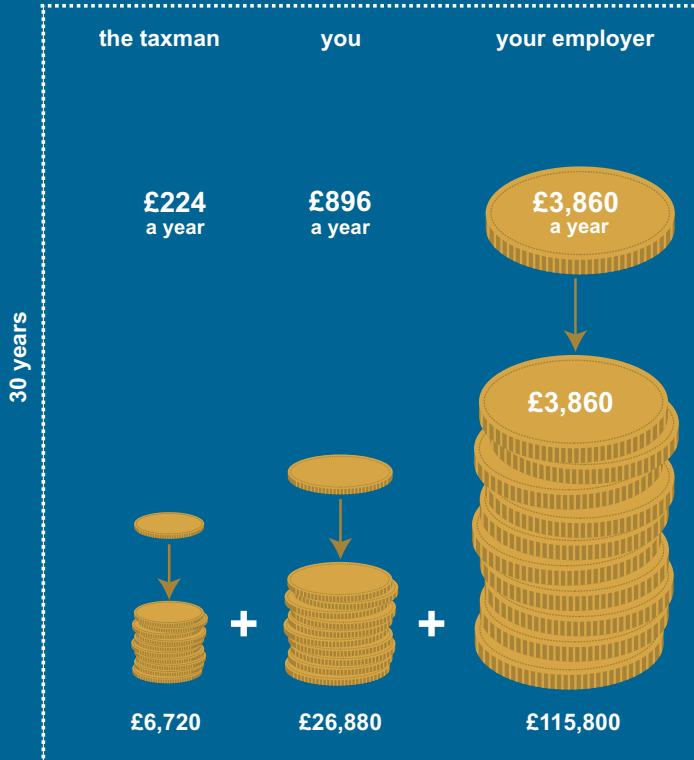 the taxman
you
your employer
£224
a year
£896
a year
£3,860
a year
30 years
£3,860
+
+
£6,720
£26,880
£115,800